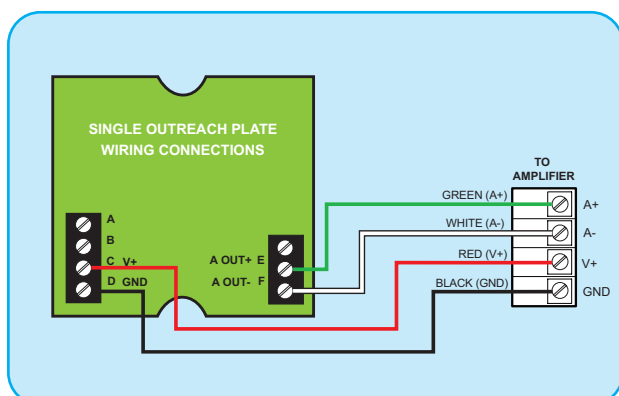 SINGLE OUTREACH PLATE
WIRING CONNECTIONS
A
B
C V+
D GND
A OUT+ E
A OUT- F
TO
AMPLIFIER
GREEN (A+)
WHITE (A-)
RED (V+)
BLACK (GND)
A+
A-
V+
GND